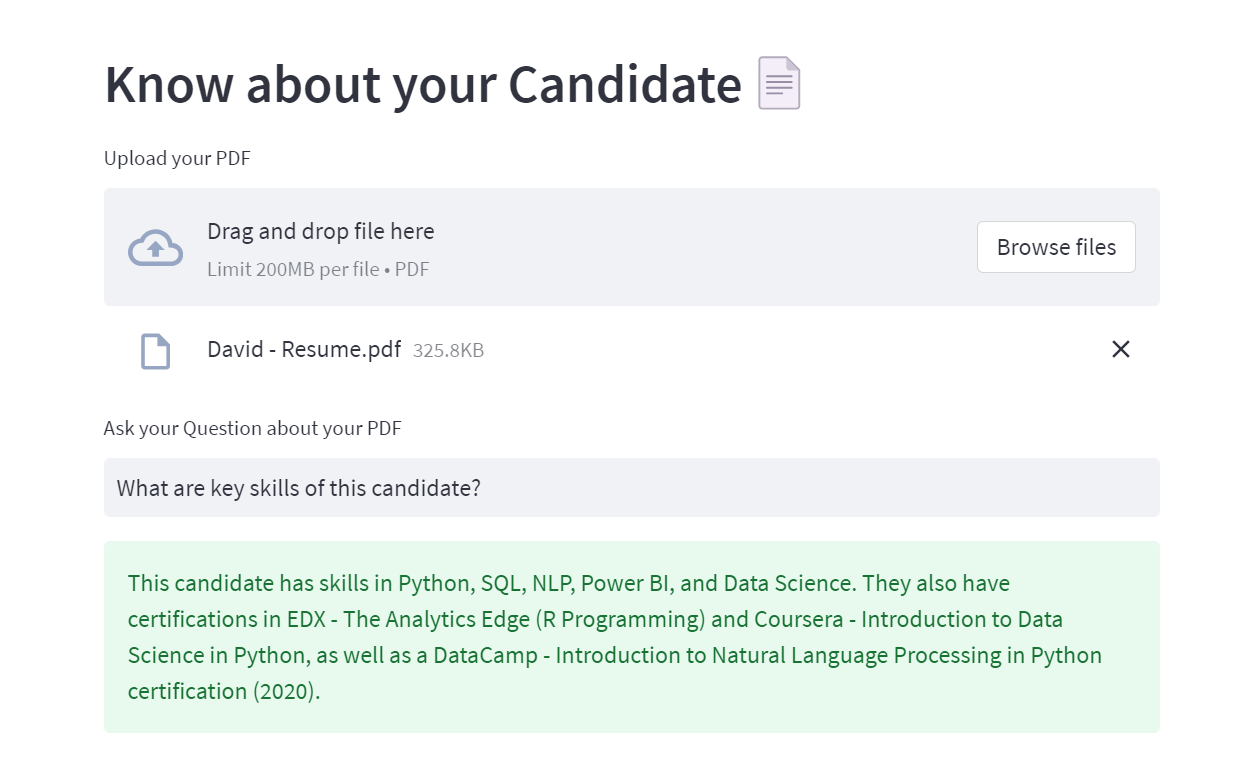 Know about your Candidate
Upload your PDF
Drag and drop file here
Limit 200MB per file • PDF
Browse files
David - Resume.pdf 325.8KB
Ask your Question about your PDF
What are key skills of this candidate?
This candidate has skills in Python, SQL, NLP, Power BI, and Data Science. They also have
certifications in EDX - The Analytics Edge (R Programming) and Coursera - Introduction to Data
Science in Python, as well as a DataCamp - Introduction to Natural Language Processing in Python
certification (2020).